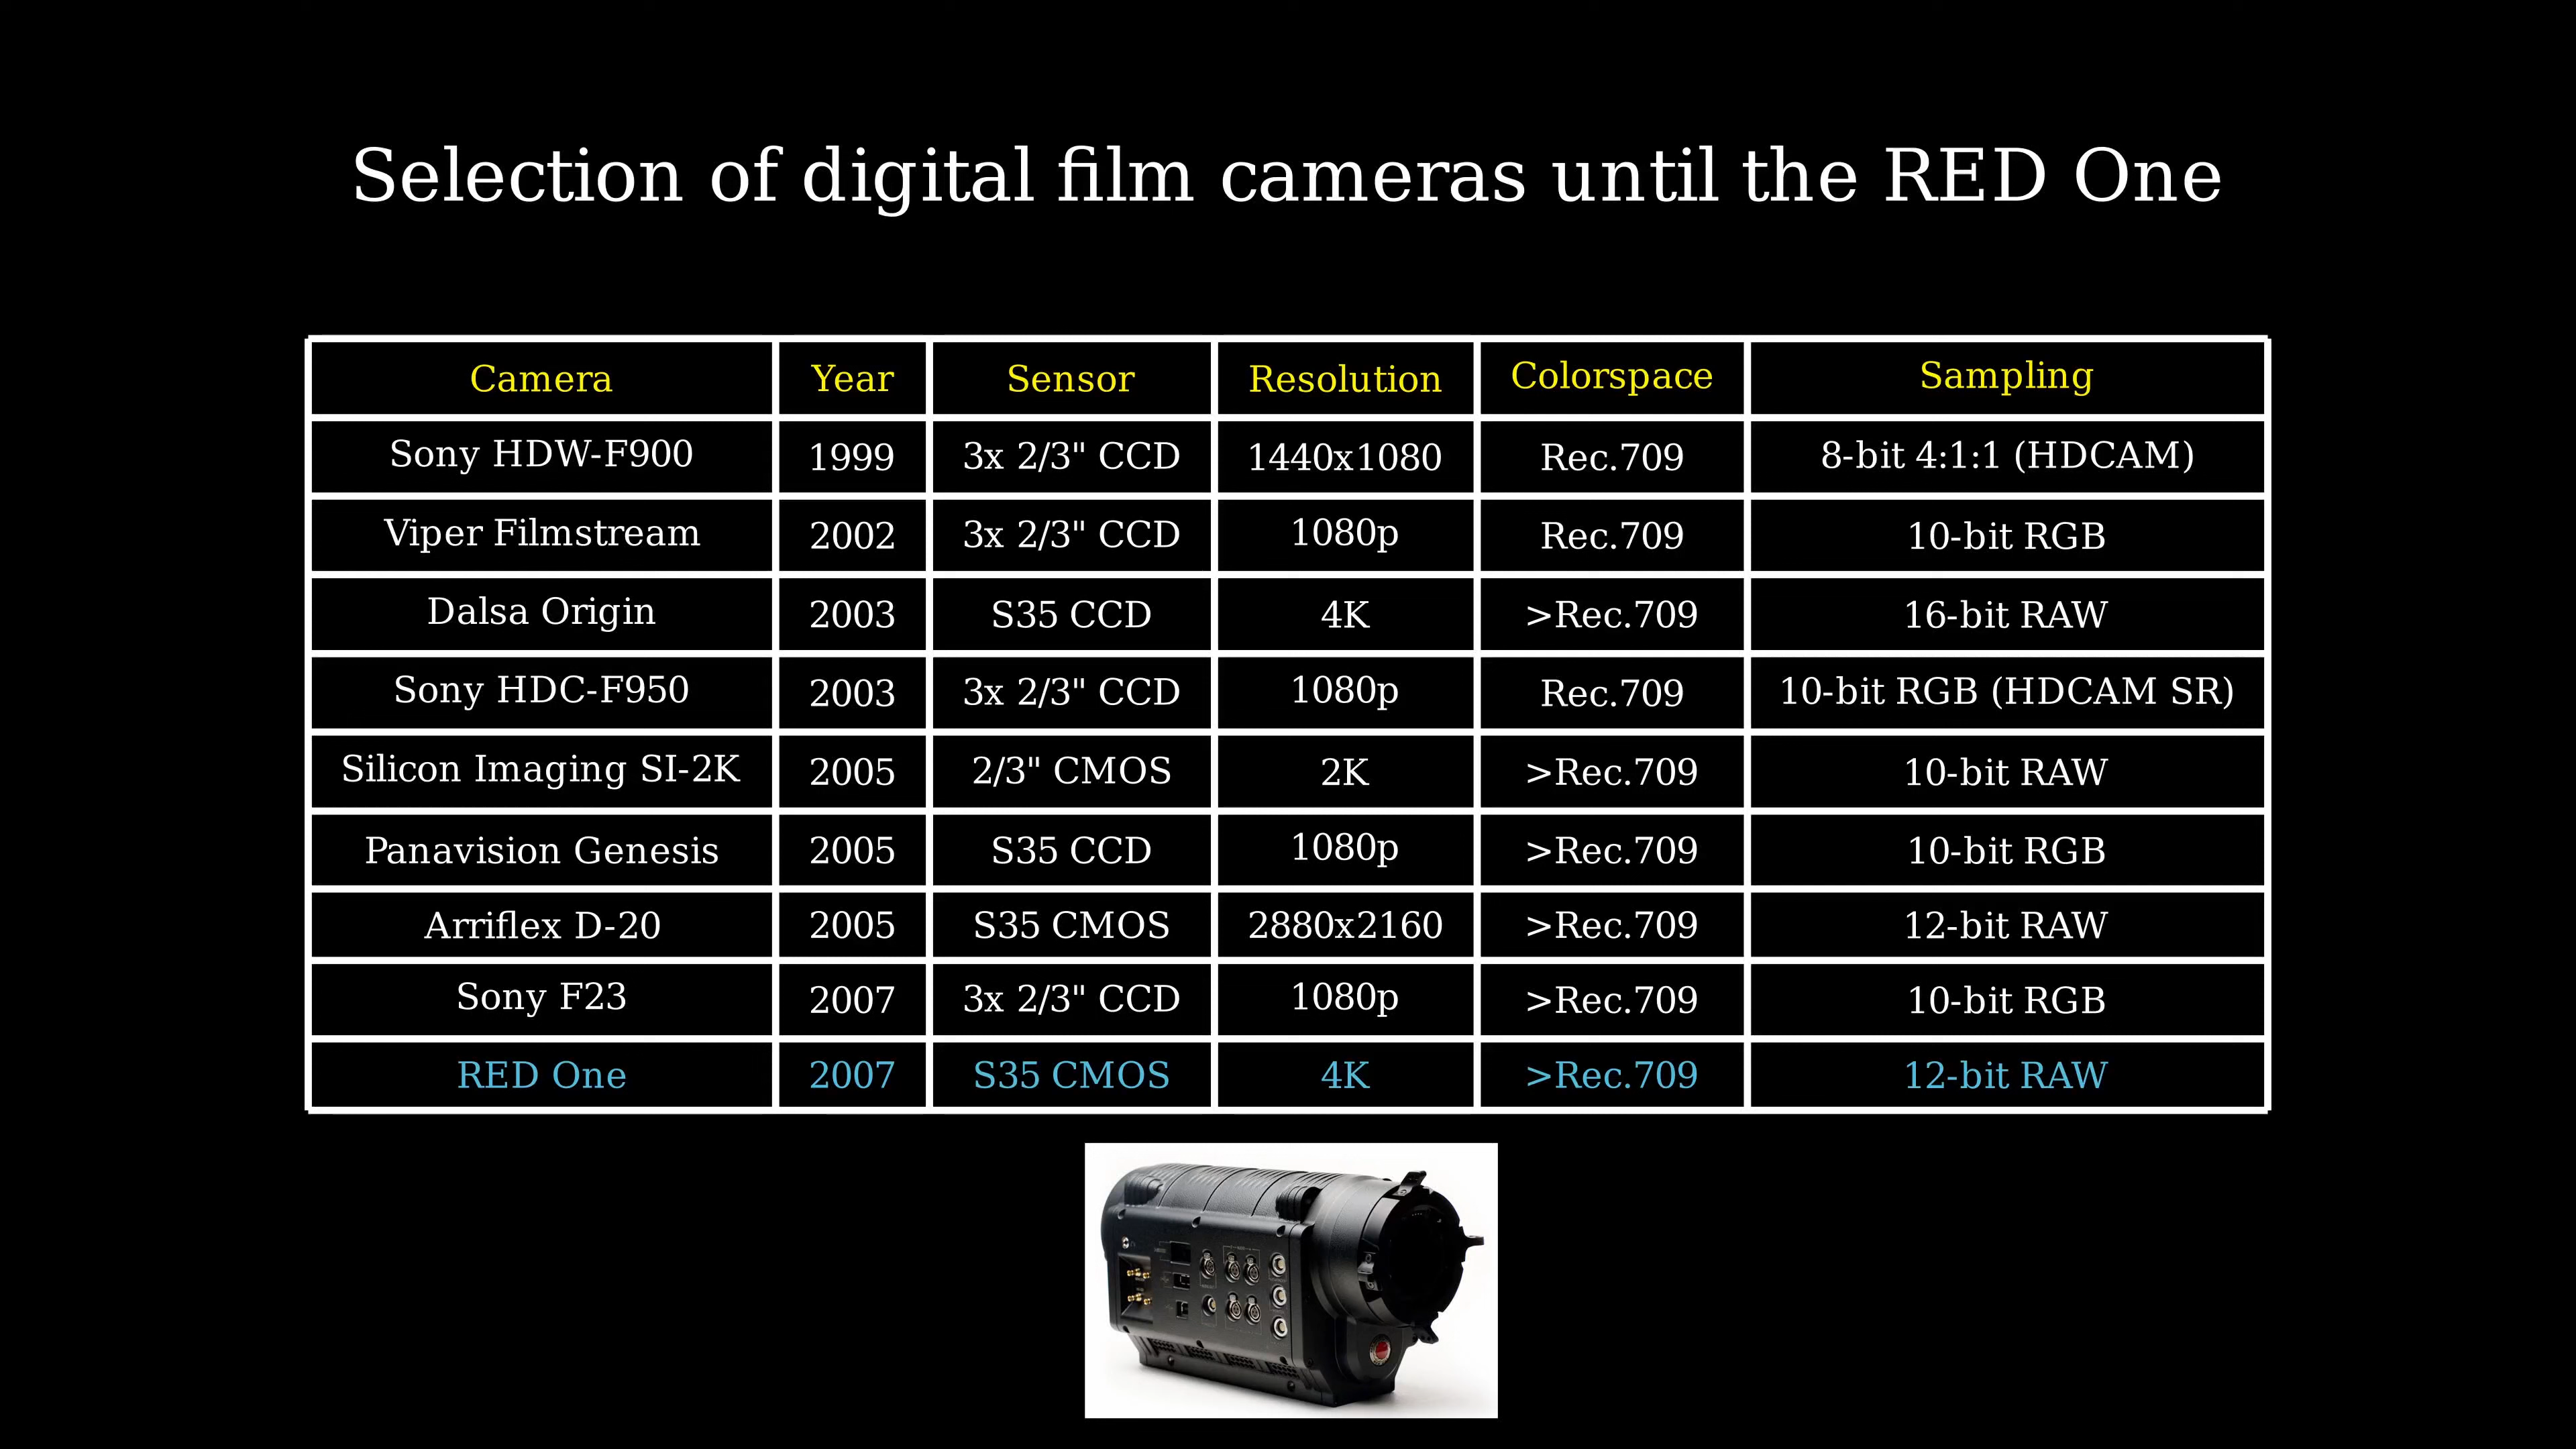 Selection of digital film cameras until the RED One
Camera Year Sensor Resolution Colorspace Sampling
Sony HDW-F900 1999 3x 2/3" CCD 1440x1080 Rec.709 8-bit 4:1:1 (HDCAM)
Viper Filmstream 2002 3x 2/3" CCD 1080p Rec.709 10-bit RGB
Dalsa Origin 2003 S35 CCD 4K >Rec.709 16-bit RAW
Sony HDC-F950 2003 3x 2/3" CCD 1080p Rec.709 10-bit RGB (HDCAM SR)
Silicon Imaging SI-2K 2005 2/3" CMOS 2K >Rec.709 10-bit RAW
Panavision Genesis 2005 S35 CCD 1080p >Rec.709 10-bit RGB
Arriflex D-20 2005 S35 CMOS 2880x2160 >Rec.709 12-bit RAW
Sony F23 2007 3x 2/3" CCD 1080p >Rec.709 10-bit RGB
RED One 2007 S35 CMOS 4K >Rec.709 12-bit RAW